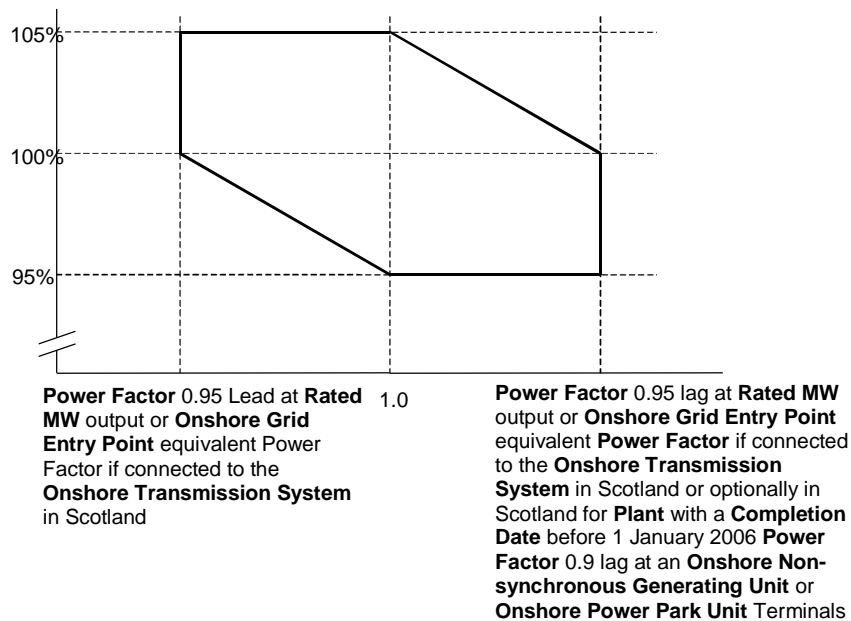 105%
100%
95%
Power Factor 0.95 Lead at Rated
MW output or Onshore Grid
Entry Point equivalent Power
Factor if connected to the
Onshore Transmission System
in Scotland
1.0
Power Factor 0.95 lag at Rated MW
output or Onshore Grid Entry Point
equivalent Power Factor if connected
to the Onshore Transmission
System in Scotland or optionally in
Scotland for Plant with a Completion
Date before 1 January 2006 Power
Factor 0.9 lag at an Onshore Non-
synchronous Generating Unit or
Onshore Power Park Unit Terminals